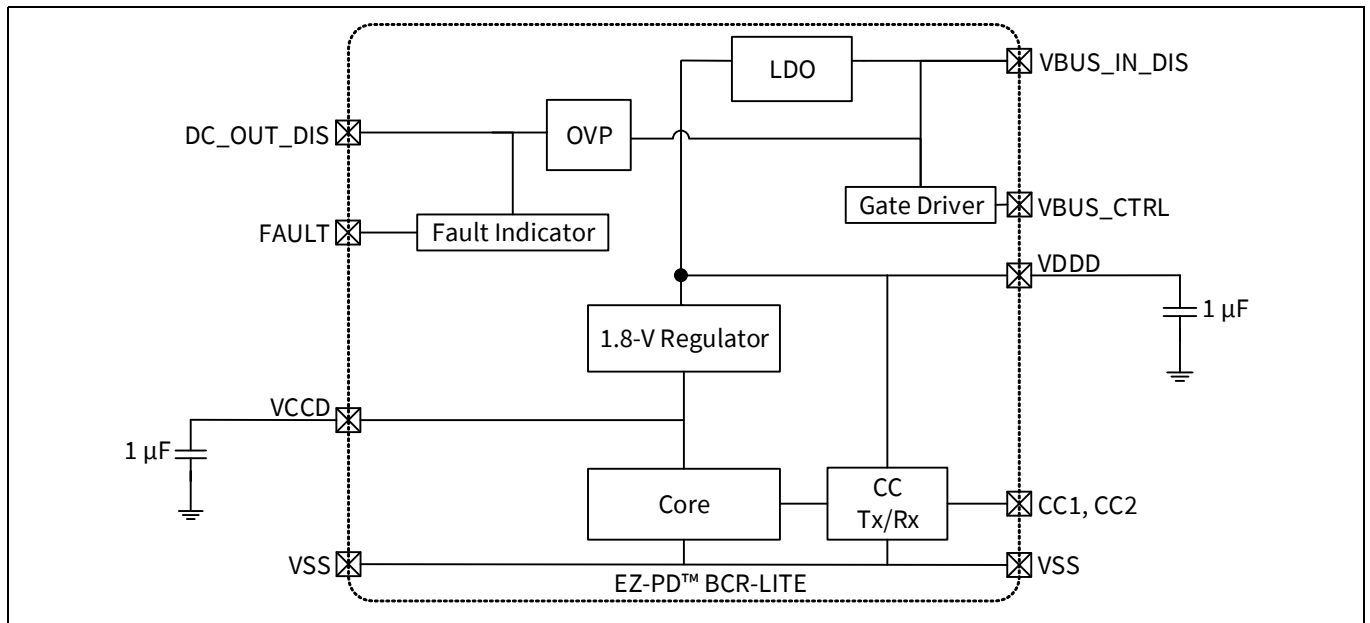 LDO
VBUS_IN_DIS
DC_OUT_DIS
OVP
Gate Driver
VBUS_CTRL
FAULT
Fault Indicator
VDDD
1 µF
1.8-V Regulator
VCCD
1 µF
Core
CC
Tx/Rx
CC1, CC2
VSS
VSS
EZ-PD™ BCR-LITE